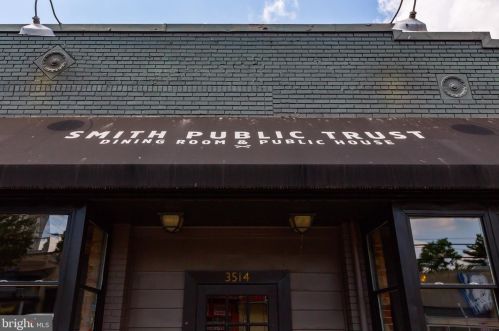 SMITH PUBLIC TRUST
DINING ROOM & PUBLIC HOUSE
3514
bright MLS